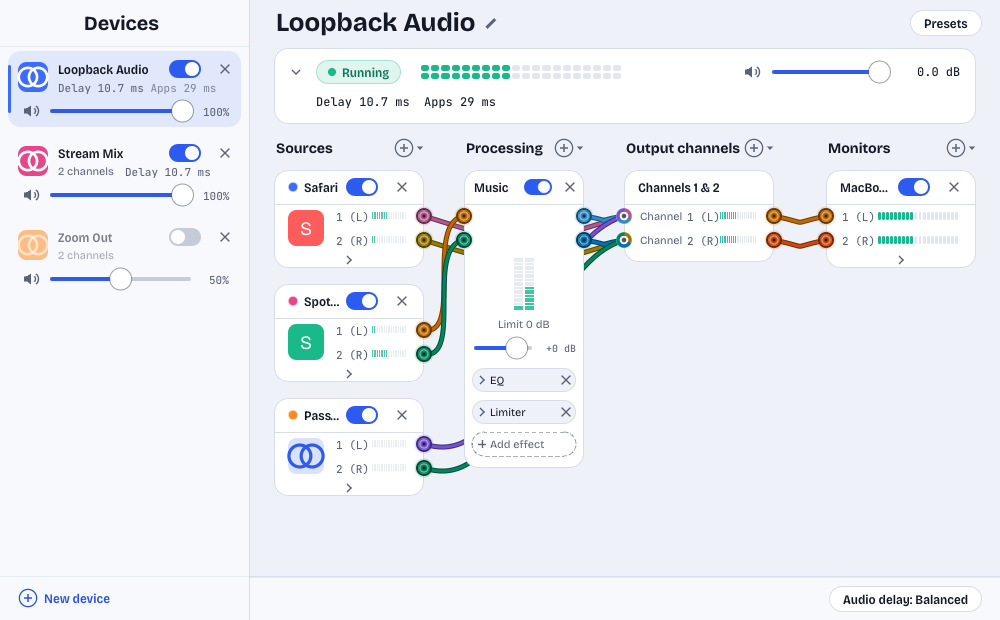 Devices
Loopback Audio
Delay 10.7 ms Apps 29 ms
100%
Stream Mix
2 channels Delay 10.7 ms
100%
Zoom Out
2 channels
50%
New device
Loopback Audio
Presets
Running
0.0 dB
Delay 10.7 ms Apps 29 ms
Sources
Processing
Output channels
Monitors
Safari
S
1 (L)
2 (R)
Spot...
S
1 (L)
2 (R)
Pass...
1 (L)
2 (R)
Music
Limit 0 dB
+0 dB
EQ
Limiter
+ Add effect
Channels 1 & 2
Channel 1 (L)
Channel 2 (R)
MacBo...
1 (L)
2 (R)
Audio delay: Balanced